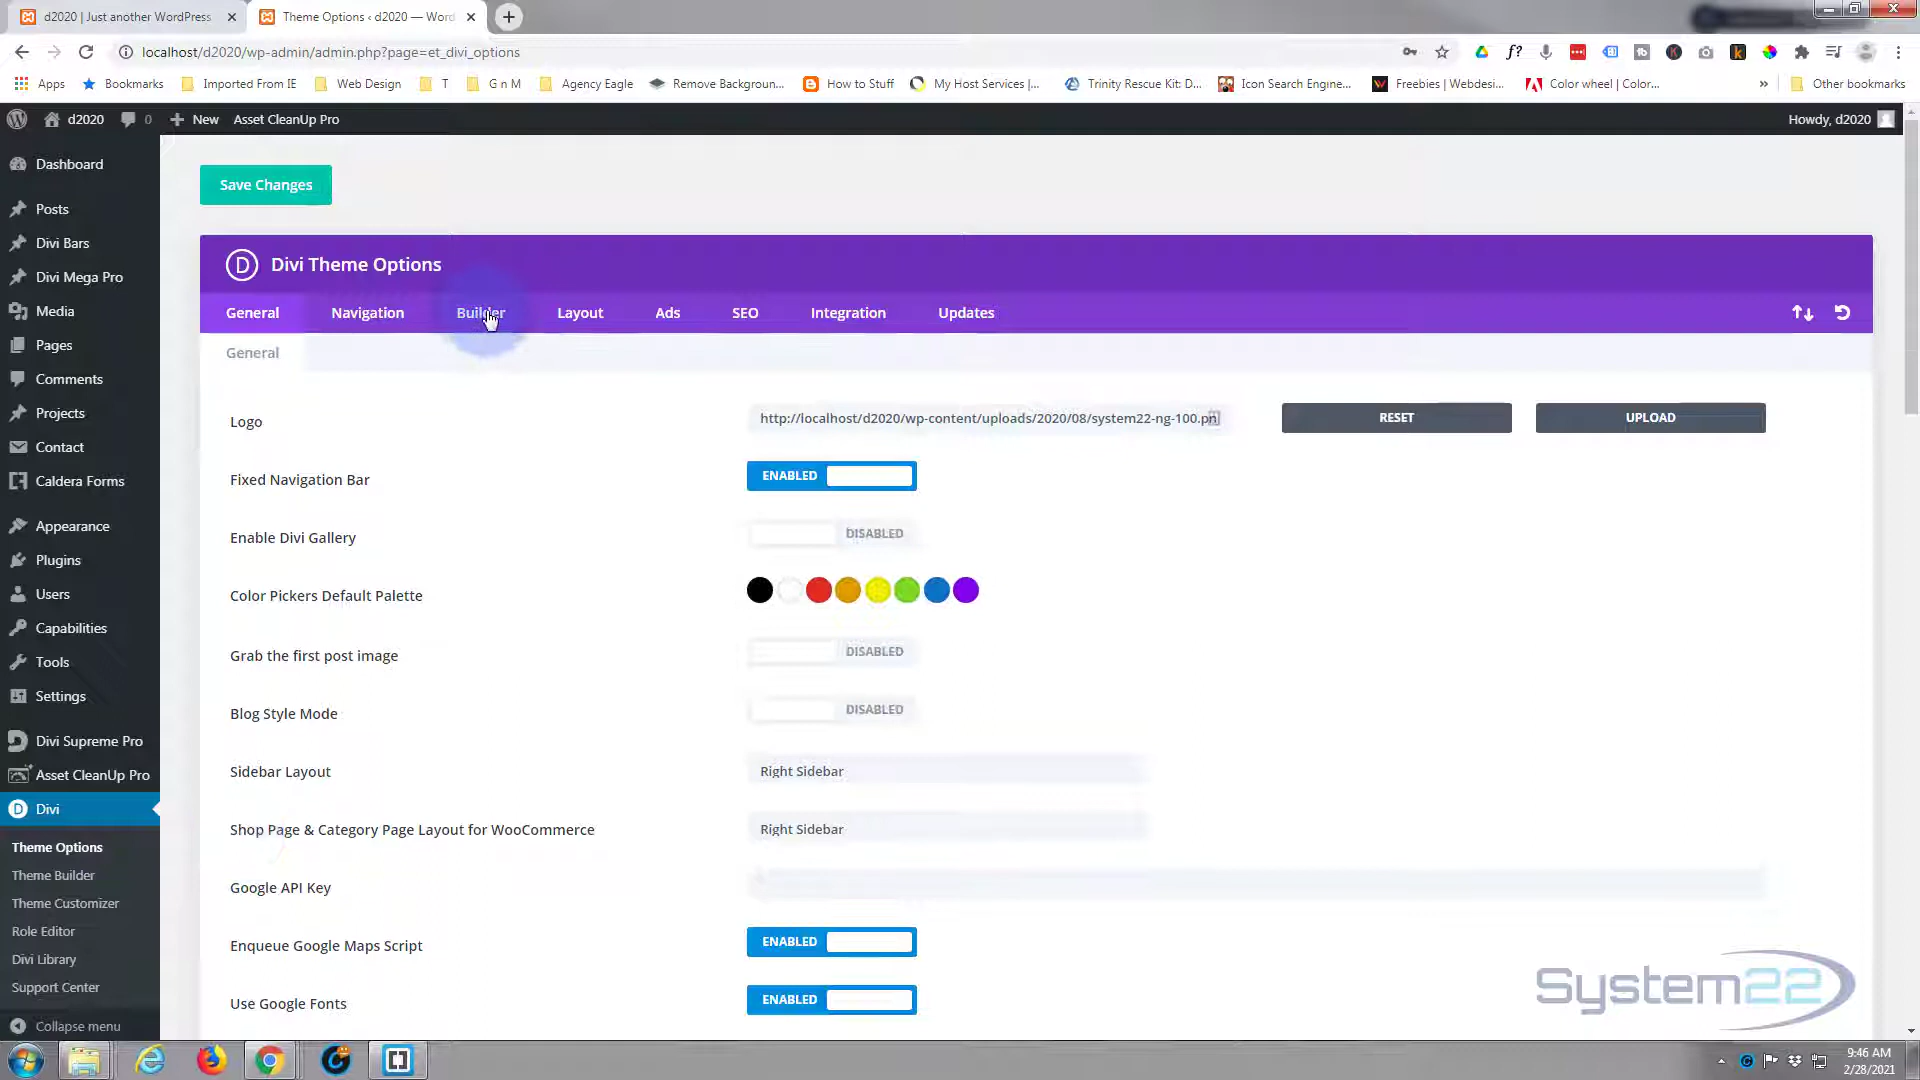 d2020 | Just another WordPress
Theme Options ‹ d2020 — Word
localhost/d2020/wp-admin/admin.php?page=et_divi_options
Apps
Bookmarks
Imported From IE
Web Design
T
G n M
Agency Eagle
Remove Backgroun...
How to Stuff
My Host Services |...
Trinity Rescue Kit: D...
Icon Search Engine...
Freebies | Webdesi...
Color wheel | Color...
»
Other bookmarks
d2020
0
New
Asset CleanUp Pro
Howdy, d2020
Dashboard
Posts
Divi Bars
Divi Mega Pro
Media
Pages
Comments
Projects
Contact
Caldera Forms
Appearance
Plugins
Users
Capabilities
Tools
Settings
Divi Supreme Pro
Asset CleanUp Pro
Divi
Theme Options
Theme Builder
Theme Customizer
Role Editor
Divi Library
Support Center
Collapse menu
Save Changes
D
Divi Theme Options
General
Navigation
Builder
Layout
Ads
SEO
Integration
Updates
General
Logo
http://localhost/d2020/wp-content/uploads/2020/08/system22-ng-100.pn
RESET
UPLOAD
Fixed Navigation Bar
ENABLED
Enable Divi Gallery
DISABLED
Color Pickers Default Palette
Grab the first post image
DISABLED
Blog Style Mode
DISABLED
Sidebar Layout
Right Sidebar
Shop Page & Category Page Layout for WooCommerce
Right Sidebar
Google API Key
Enqueue Google Maps Script
ENABLED
Use Google Fonts
ENABLED
System22
9:46 AM
2/28/2021